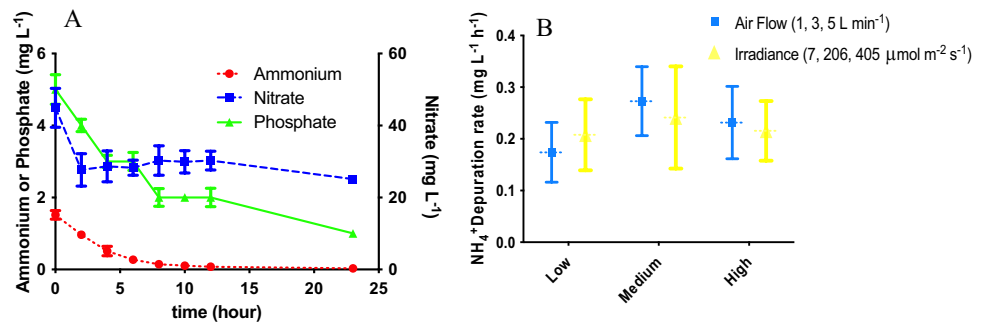 A
Ammonium or Phosphate (mg L-1)
6
4
2
0
Ammonium
Nitrate
Phosphate
60
40
20
0
Nitrate (mg L-1)
0
5
10
15
20
25
time (hour)
B
Air Flow (1, 3, 5 L min-1)
Irradiance (7, 206, 405 μmol m-2 s-1)
NH4+Depuration rate (mg L-1 h-1)
0.4
0.3
0.2
0.1
0.0
Low
Medium
High